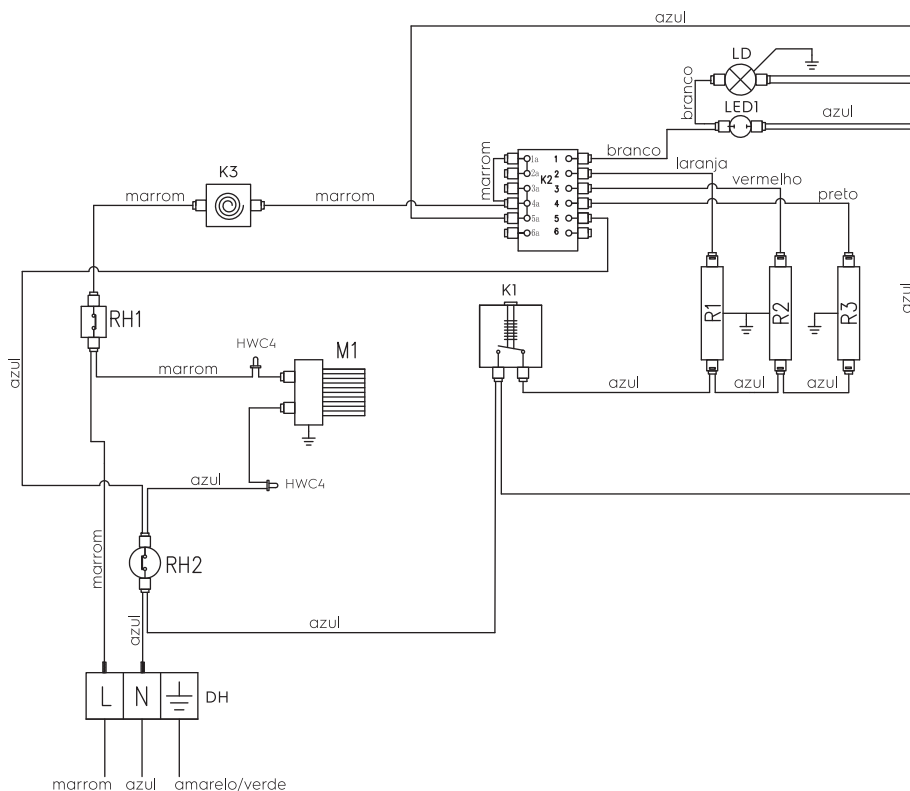 azul
LD
branco
LED1
azul
K3
marrom
marrom
marrom
1a
2a
3a
4a
5a
6a
K2
1
2
3
4
5
6
branco
laranja
vermelho
preto
azul
RH1
azul
K1
R1
R2
R3
HWC4
M1
marrom
azul
azul
azul
azul
HWC4
marrom
RH2
azul
azul
L
N
DH
marrom
azul
amarelo/verde